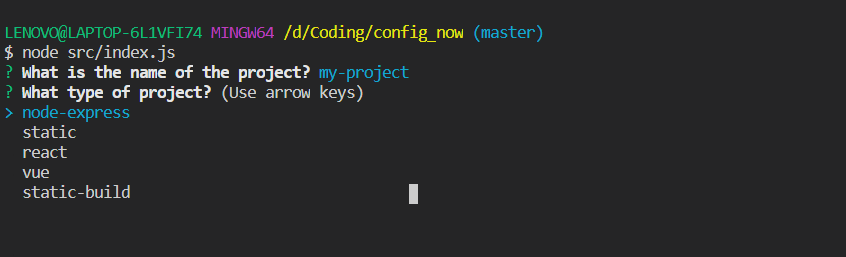 LENOVO@LAPTOP-6L1VFI74 MINGW64 /d/Coding/config_now (master)
$ node src/index.js
? What is the name of the project? my-project
? What type of project? (Use arrow keys)
> node-express
static
react
vue
static-build